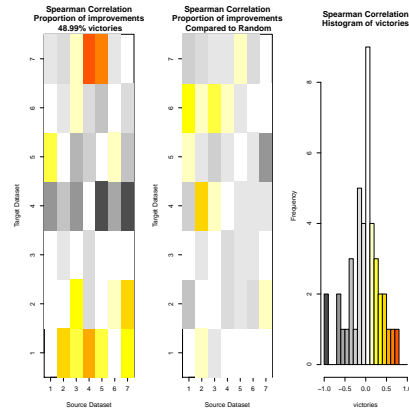 Spearman Correlation
Proportion of improvements
48.99% victories
Target Dataset
7
6
5
4
3
2
1
1 2 3 4 5 6 7
Source Dataset
Spearman Correlation
Proportion of improvements
Compared to Random
Target Dataset
7
6
5
4
3
2
1
1 2 3 4 5 6 7
Source Dataset
Spearman Correlation
Histogram of victories
Frequency
8
6
4
2
0
−1.0 −0.5 0.0 0.5 1.0
victories